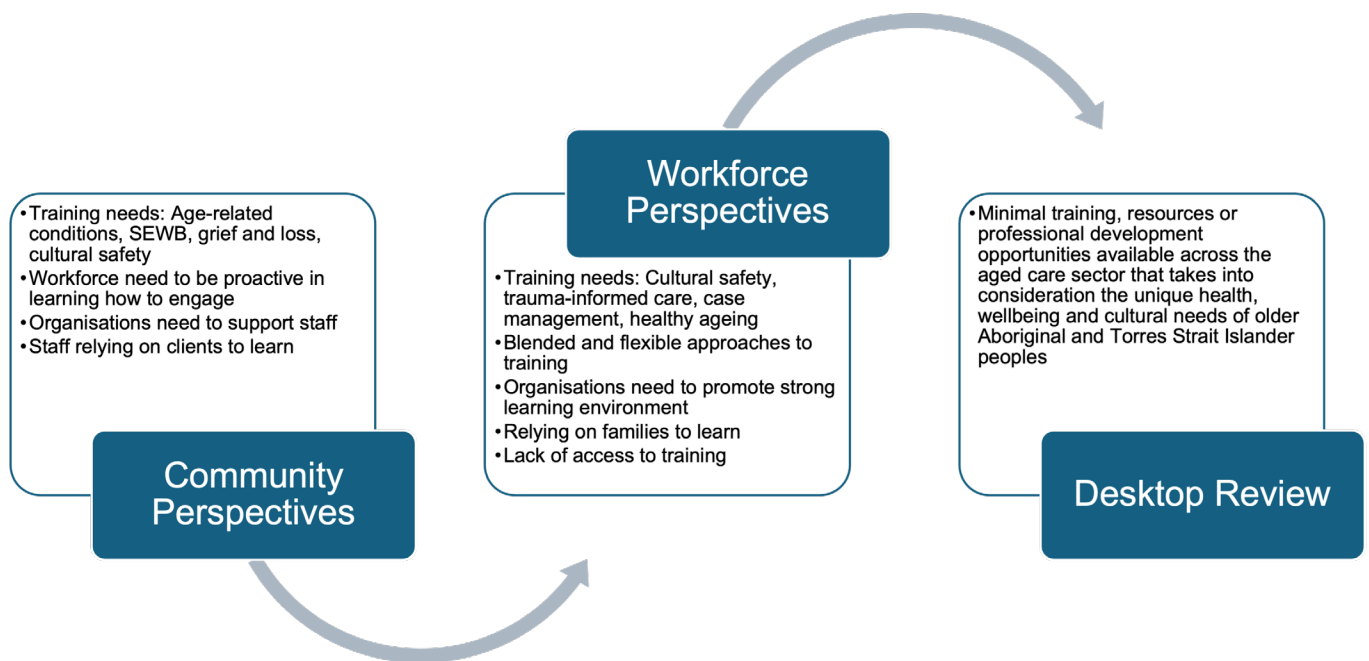 •Training needs: Age-related
conditions, SEWB, grief and loss,
cultural safety
•Workforce need to be proactive in
learning how to engage
•Organisations need to support staff
•Staff relying on clients to learn
Community
Perspectives
Workforce
Perspectives
•Training needs: Cultural safety,
trauma-informed care, case
management, healthy ageing
•Blended and flexible approaches to
training
•Organisations need to promote strong
learning environment
•Relying on families to learn
•Lack of access to training
•Minimal training, resources or
professional development
opportunities available across the
aged care sector that takes into
consideration the unique health,
wellbeing and cultural needs of older
Aboriginal and Torres Strait Islander
peoples
Desktop Review